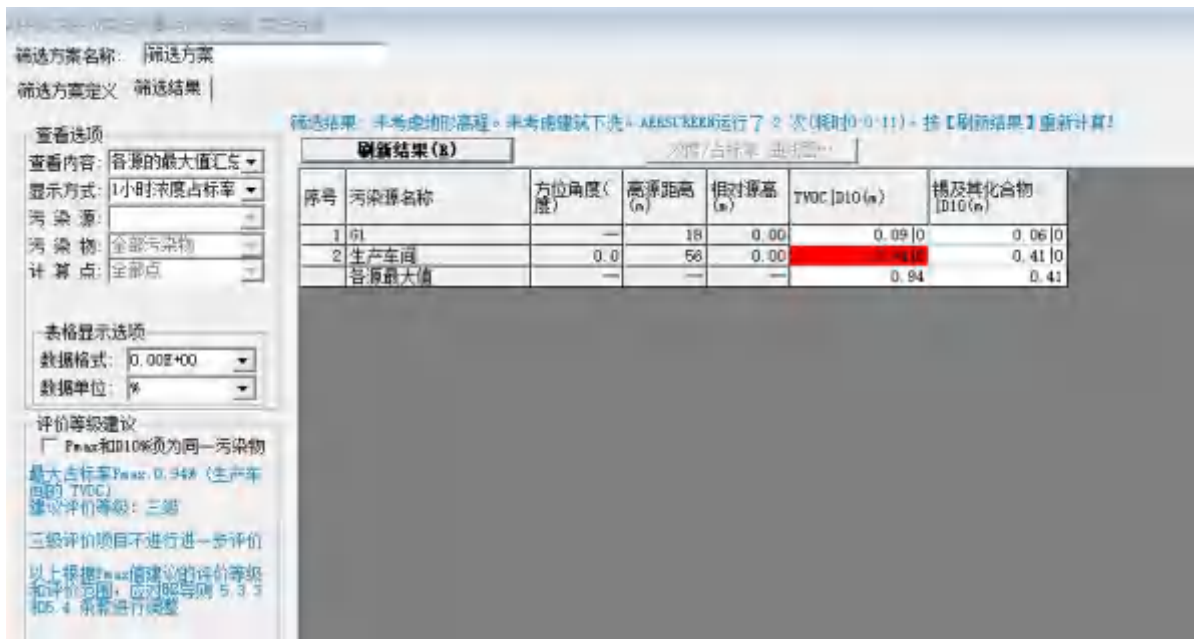 筛选方案名称: 筛选方案
筛选方案定义 筛选结果
筛选结果: 未考虑地形高程。未考虑建筑下洗。AERSCREEN运行了 2 次(耗时0:0:11)。按【刷新结果】重新计算!
查看选项
查看内容: 各源的最大值汇总
显示方式: 1小时浓度占标率
污 染 源:
污 染 物: 全部污染物
计 算 点: 全部点
刷新结果(R)
序号 污染源名称 方位角度(度) 离源距离(m) 相对源高(m) TVOC|D10(m) 锡及其化合物|D10(m)
1 G1 — 18 0.00 0.09|0 0.06|0
2 生产车间 0.0 56 0.00 0.94|0 0.41|0
各源最大值 — — — 0.94 0.41
表格显示选项
数据格式: 0.00E+00
数据单位: %
评价等级建议
Pmax和D10%须为同一污染物
最大占标率Pmax:0.94% (生产车
间的 TVOC)
建议评价等级: 三级
三级评价项目不进行进一步评价
以上根据Pmax值建议的评价等级
和评价范围, 应对照导则 5.3.3
和5.4 条款进行调整